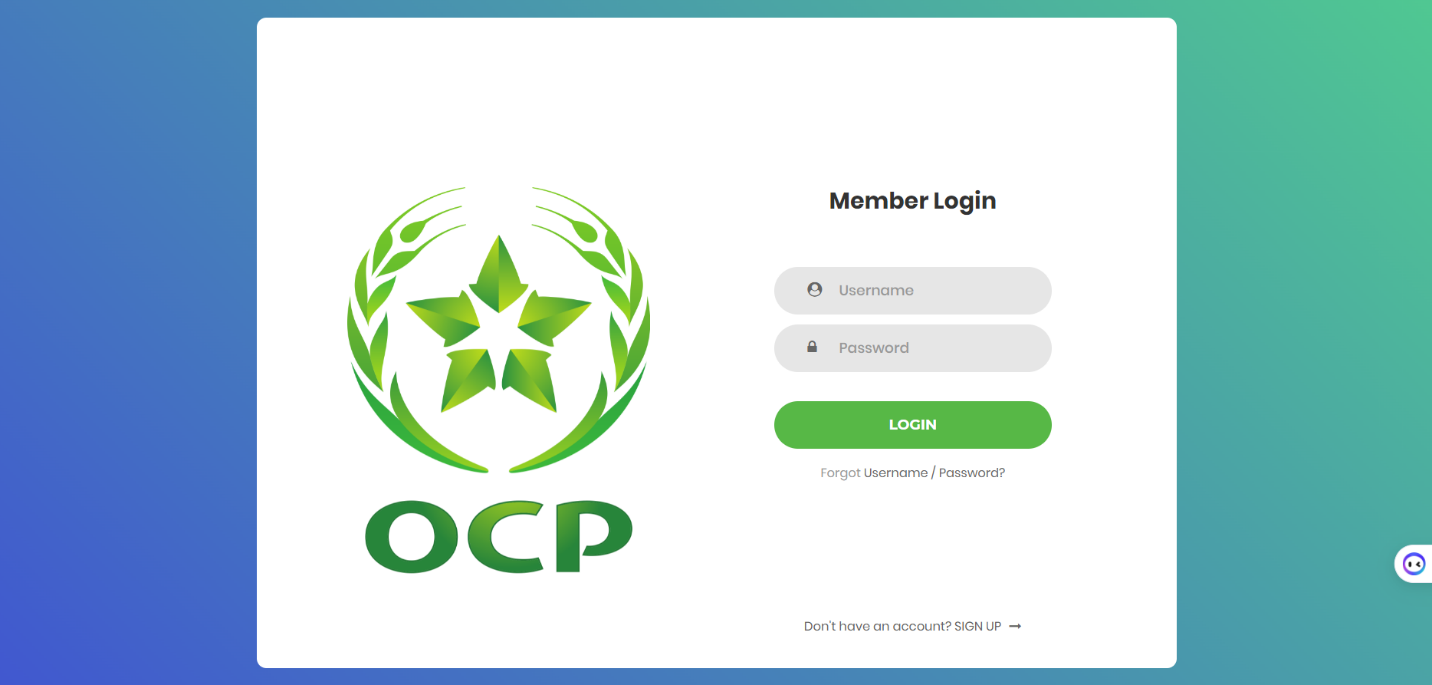 Member Login
Username
Password
LOGIN
Forgot Username / Password?
OCP
Don't have an account? SIGN UP →